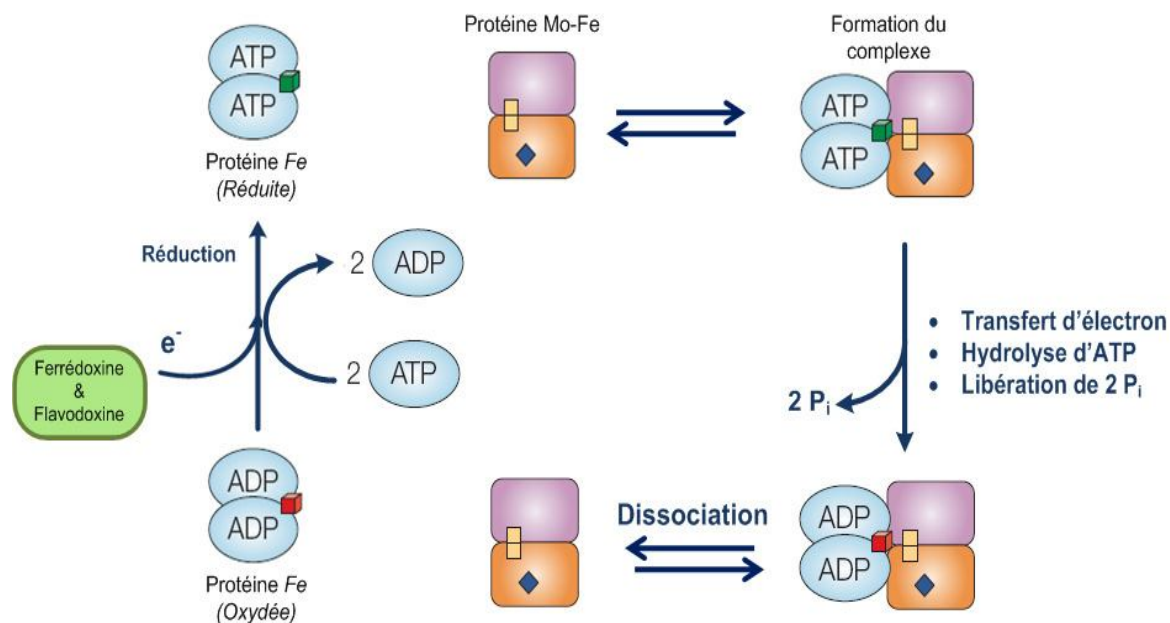 ATP
ATP
Protéine Fe
(Réduite)
Protéine Mo-Fe
Formation du
complexe
ATP
ATP
Réduction
2 ADP
e⁻
2 ATP
Ferrédoxine
&
Flavodoxine
• Transfert d'électron
• Hydrolyse d'ATP
• Libération de 2 Pᵢ
2 Pᵢ
ADP
ADP
Protéine Fe
(Oxydée)
Dissociation
ADP
ADP